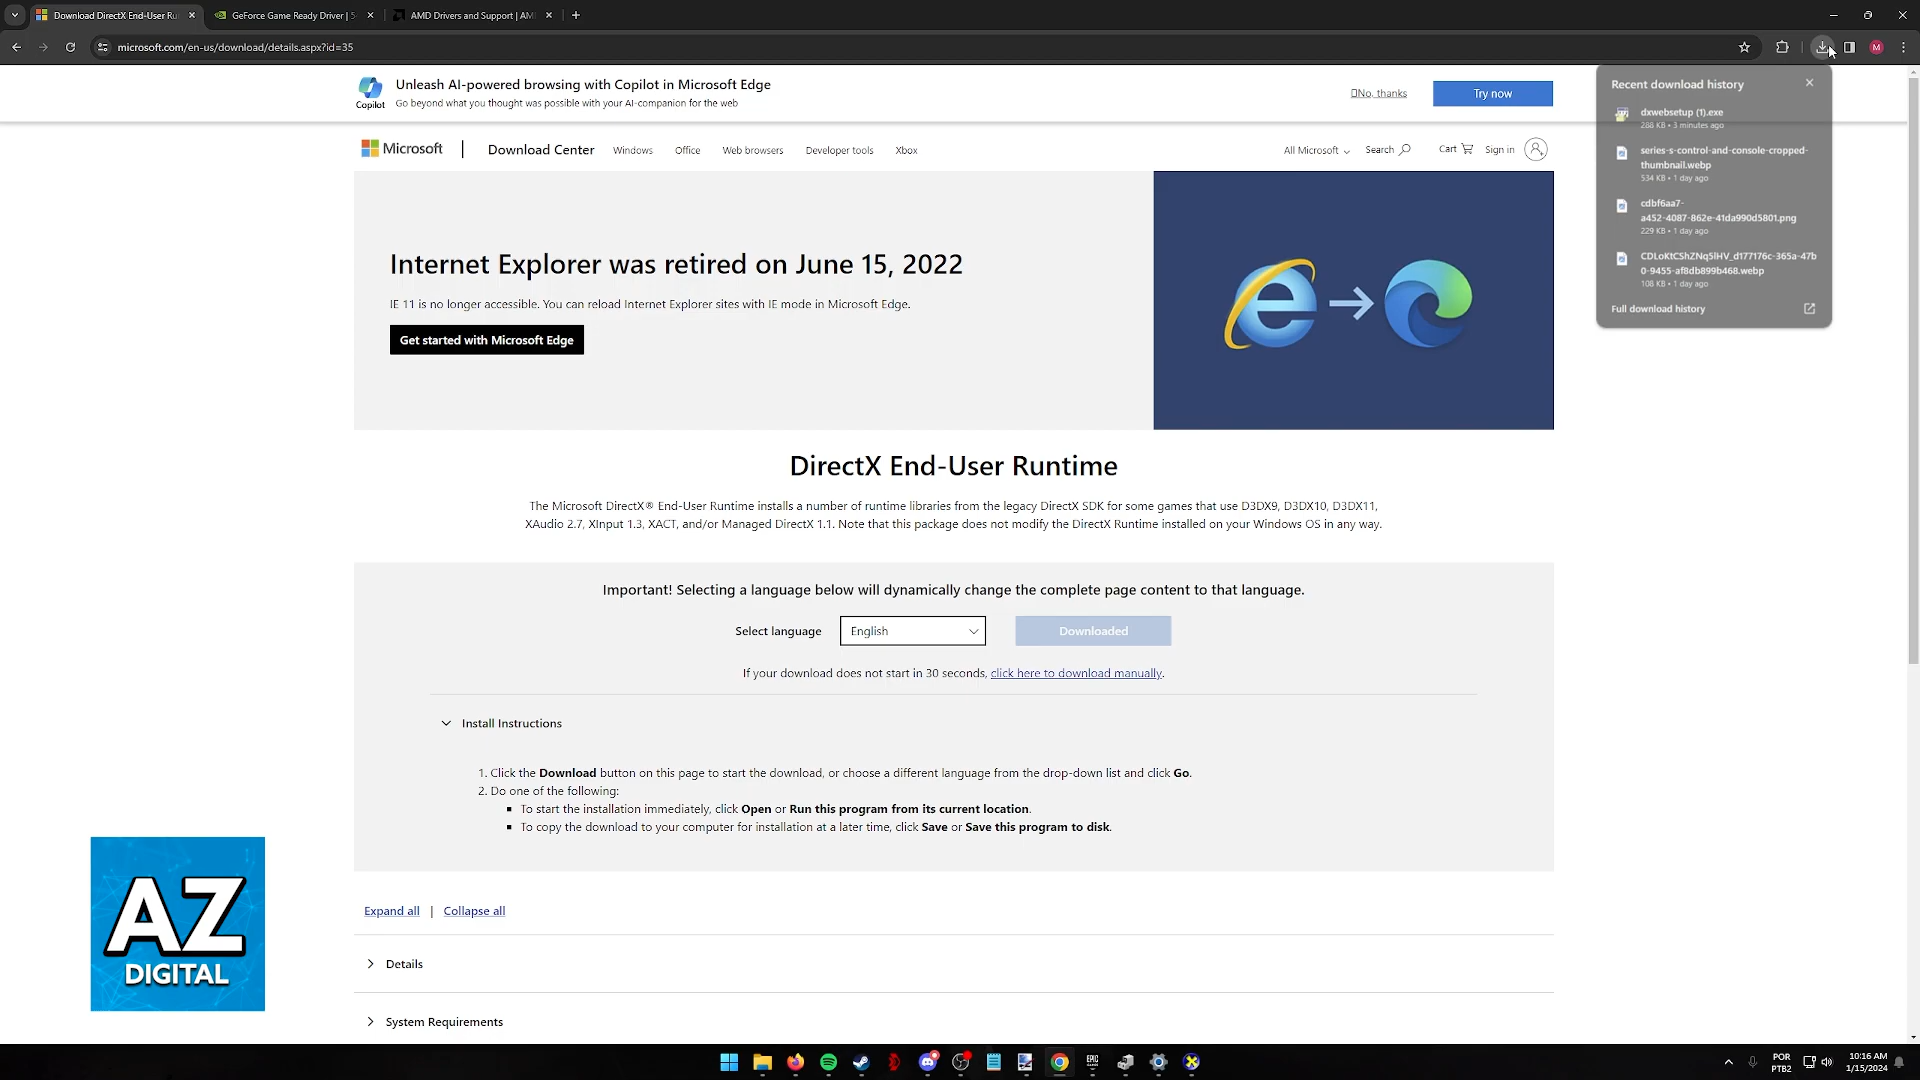 Download DirectX End-User Ru
GeForce Game Ready Driver | 5
AMD Drivers and Support | AM
microsoft.com/en-us/download/details.aspx?id=35
M
Unleash AI-powered browsing with Copilot in Microsoft Edge
Copilot
Go beyond what you thought was possible with your AI-companion for the web
No, thanks
Try now
Recent download history
dxwebsetup (1).exe
288 KB • 3 minutes ago
series-s-control-and-console-cropped-
thumbnail.webp
534 KB • 1 day ago
cdbf6aa7-
a452-4087-862e-41da990d5801.png
229 KB • 1 day ago
CDLoKtCShZNq5lHV_d177176c-365a-47b
0-9455-af8db899b468.webp
108 KB • 1 day ago
Full download history
Microsoft
Download Center
Windows
Office
Web browsers
Developer tools
Xbox
All Microsoft
Search
Cart
Sign in
Internet Explorer was retired on June 15, 2022
IE 11 is no longer accessible. You can reload Internet Explorer sites with IE mode in Microsoft Edge.
Get started with Microsoft Edge
DirectX End-User Runtime
The Microsoft DirectX® End-User Runtime installs a number of runtime libraries from the legacy DirectX SDK for some games that use D3DX9, D3DX10, D3DX11,
XAudio 2.7, XInput 1.3, XACT, and/or Managed DirectX 1.1. Note that this package does not modify the DirectX Runtime installed on your Windows OS in any way.
Important! Selecting a language below will dynamically change the complete page content to that language.
Select language
English
Downloaded
If your download does not start in 30 seconds, click here to download manually.
Install Instructions
1. Click the Download button on this page to start the download, or choose a different language from the drop-down list and click Go.
2. Do one of the following:
▪ To start the installation immediately, click Open or Run this program from its current location.
▪ To copy the download to your computer for installation at a later time, click Save or Save this program to disk.
Expand all | Collapse all
Details
System Requirements
AZ
DIGITAL
EPIC
POR
PTB2
10:16 AM
1/15/2024